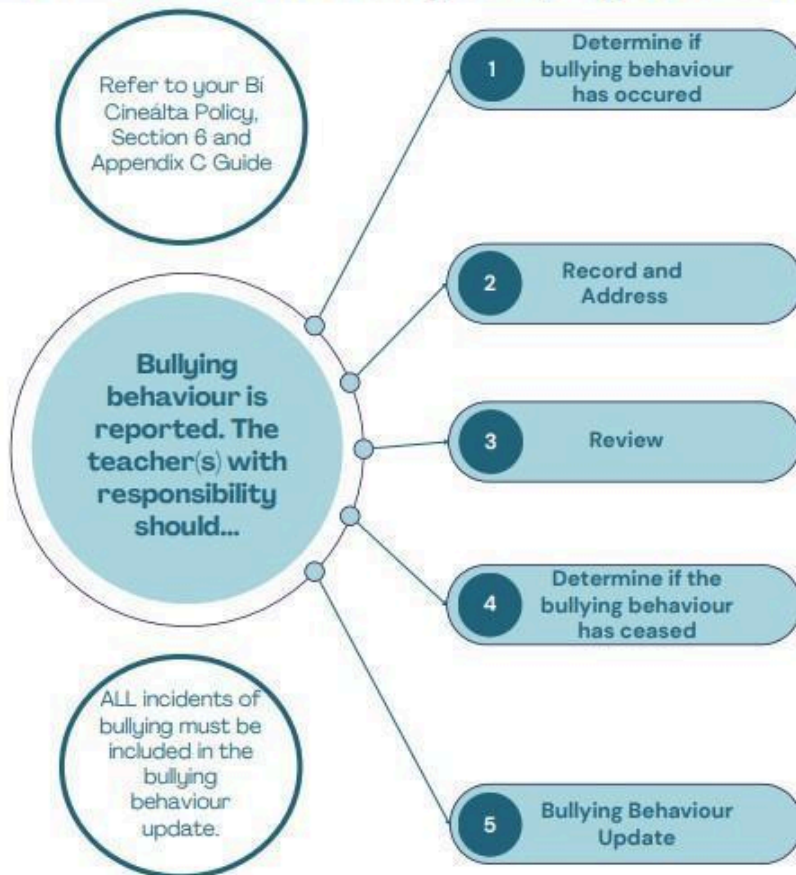 Refer to your Bí
Cineálta Policy,
Section 6 and
Appendix C Guide
1
Determine if
bullying behaviour
has occured
2
Record and
Address
Bullying
behaviour is
reported. The
teacher(s) with
responsibility
should...
3
Review
4
Determine if the
bullying behaviour
has ceased
ALL incidents of
bullying must be
included in the
bullying
behaviour
update.
5
Bullying Behaviour
Update